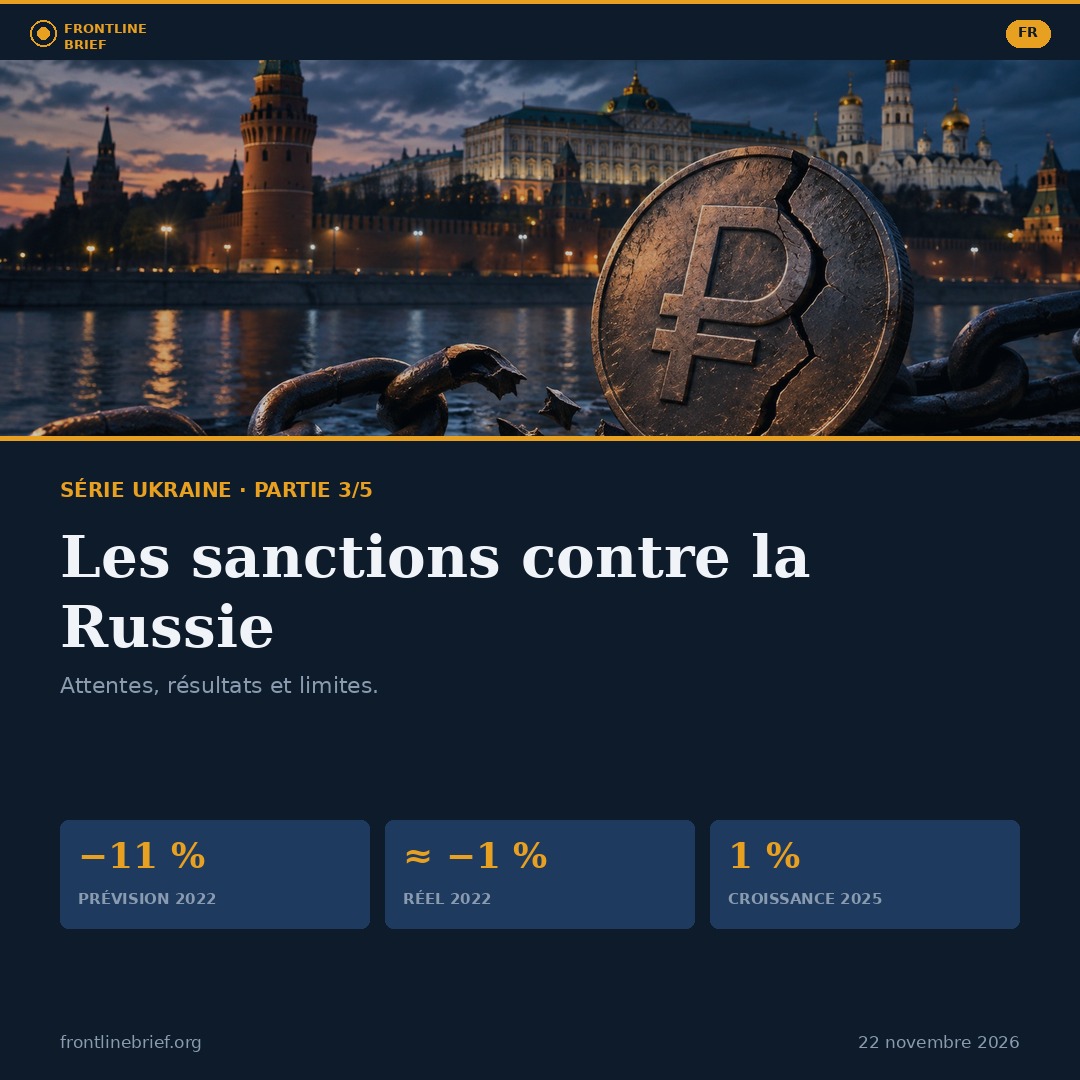 FRONTLINE
BRIEF
FR
SÉRIE UKRAINE · PARTIE 3/5
Les sanctions contre la
Russie
Attentes, résultats et limites.
−11 %
PRÉVISION 2022
≈ −1 %
RÉEL 2022
1 %
CROISSANCE 2025
frontlinebrief.org
22 novembre 2026